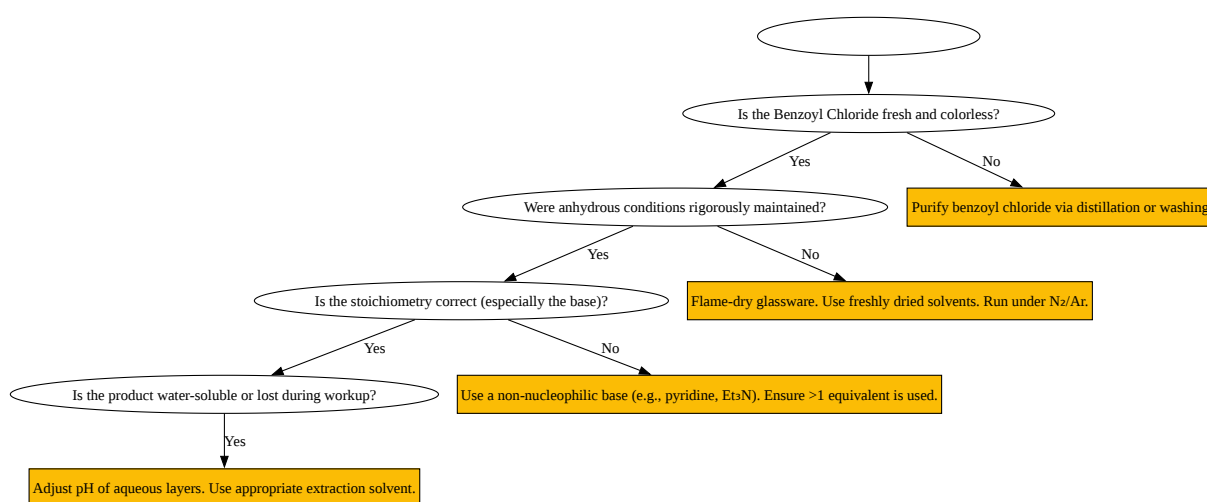 Is the Benzoyl Chloride fresh and colorless?
Yes
No
Were anhydrous conditions rigorously maintained?
Purify benzoyl chloride via distillation or washing
Yes
No
Is the stoichiometry correct (especially the base)?
Flame-dry glassware. Use freshly dried solvents. Run under N₂/Ar.
Yes
No
Is the product water-soluble or lost during workup?
Use a non-nucleophilic base (e.g., pyridine, Et₃N). Ensure >1 equivalent is used.
Yes
Adjust pH of aqueous layers. Use appropriate extraction solvent.